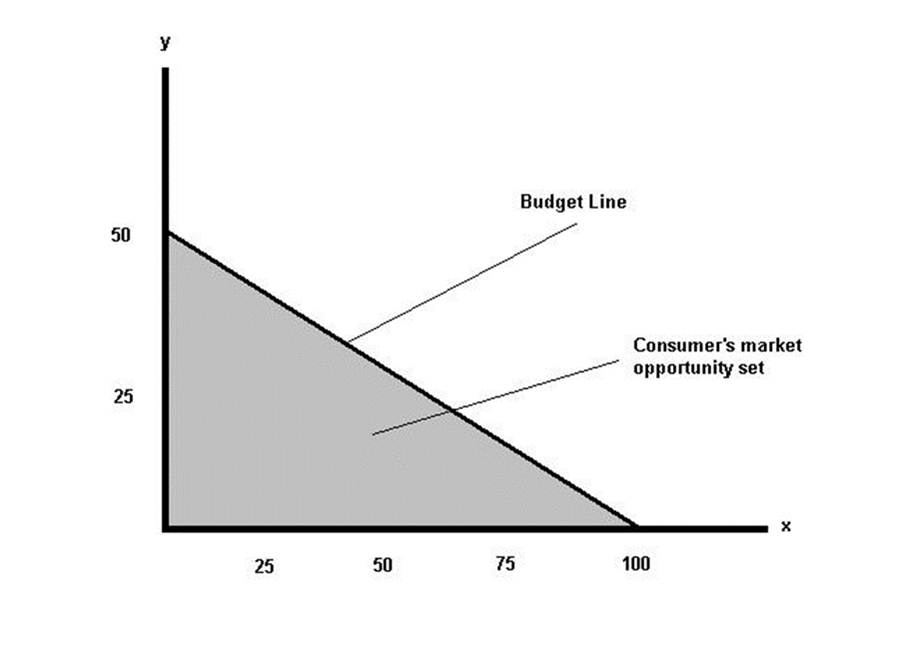 y
Budget Line
50
Consumer's market
opportunity set
25
x
25 50 75 100